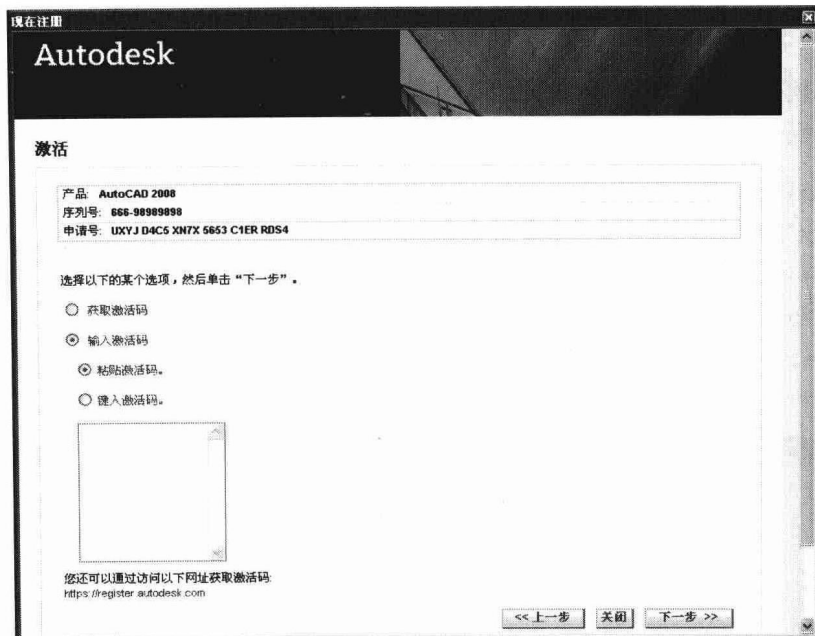 现在注册
Autodesk
激活
产品: AutoCAD 2008
序列号: 666-98989898
申请号: UXYJ D4C5 XN7X 5653 C1ER RDS4
选择以下的某个选项，然后单击“下一步”。
获取激活码
输入激活码
粘贴激活码。
键入激活码。
您还可以通过访问以下网址获取激活码:
https://register.autodesk.com
<< 上一步 关闭 下一步 >>